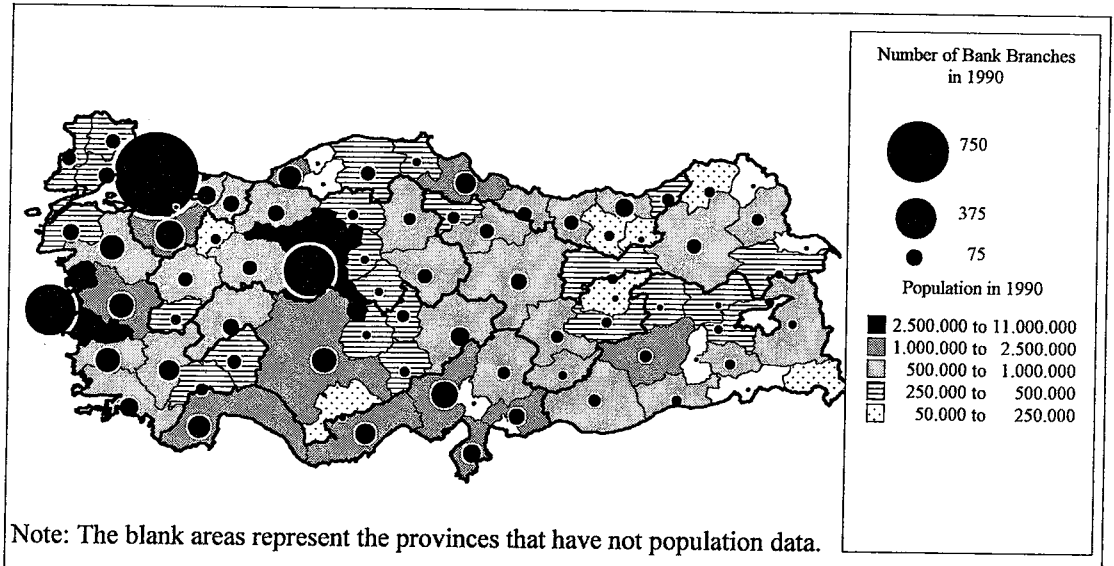 Number of Bank Branches
in 1990
750
375
75
Population in 1990
2.500.000 to 11.000.000
1.000.000 to 2.500.000
500.000 to 1.000.000
250.000 to 500.000
50.000 to 250.000
Note: The blank areas represent the provinces that have not population data.